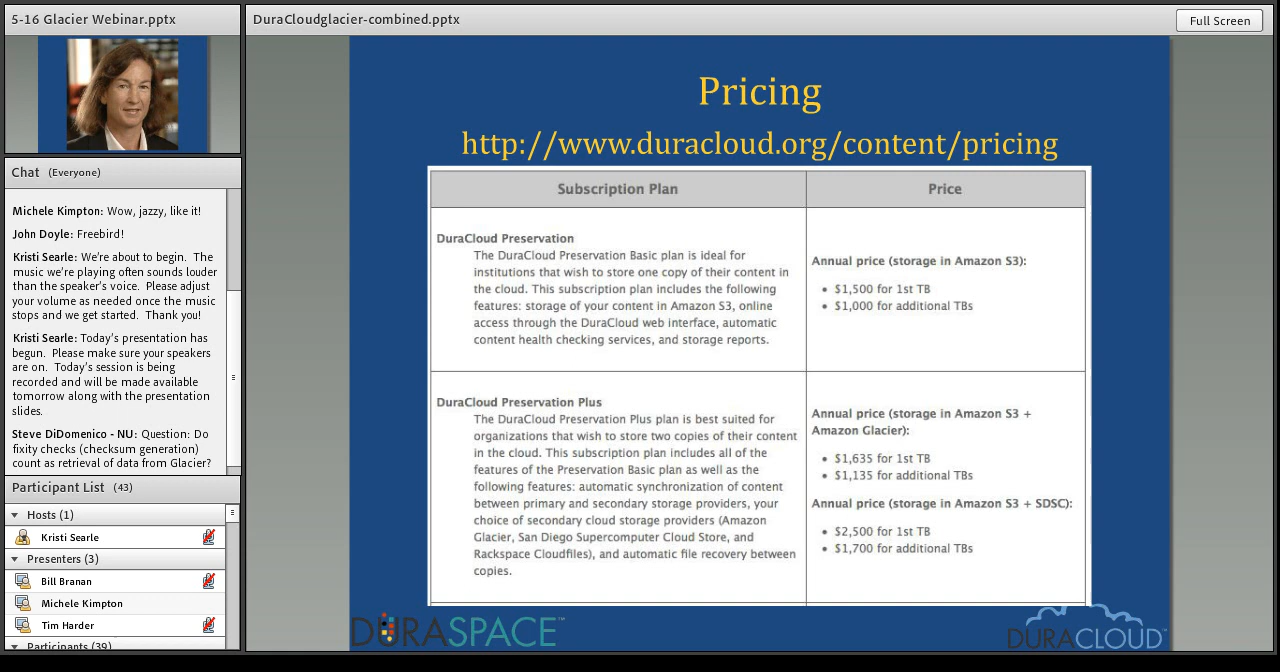 5-16 Glacier Webinar.pptx
Chat (Everyone)
Michele Kimpton: Wow, jazzy, like it!
John Doyle: Freebird!
Kristi Searle: We're about to begin. The
music we're playing often sounds louder
than the speaker's voice. Please adjust
your volume as needed once the music
stops and we get started. Thank you!
Kristi Searle: Today's presentation has
begun. Please make sure your speakers
are on. Today's session is being
recorded and will be made available
tomorrow along with the presentation
slides.
Steve DiDomenico - NU: Question: Do
fixity checks (checksum generation)
count as retrieval of data from Glacier?
Participant List (43)
Hosts (1)
Kristi Searle
Presenters (3)
Bill Branan
Michele Kimpton
Tim Harder
Participants (39)
DuraCloudglacier-combined.pptx
Full Screen
Pricing
http://www.duracloud.org/content/pricing
Subscription Plan
Price
DuraCloud Preservation
The DuraCloud Preservation Basic plan is ideal for
institutions that wish to store one copy of their content in
the cloud. This subscription plan includes the following
features: storage of your content in Amazon S3, online
access through the DuraCloud web interface, automatic
content health checking services, and storage reports.
Annual price (storage in Amazon S3):
• $1,500 for 1st TB
• $1,000 for additional TBs
DuraCloud Preservation Plus
The DuraCloud Preservation Plus plan is best suited for
organizations that wish to store two copies of their content
in the cloud. This subscription plan includes all of the
features of the Preservation Basic plan as well as the
following features: automatic synchronization of content
between primary and secondary storage providers, your
choice of secondary cloud storage providers (Amazon
Glacier, San Diego Supercomputer Cloud Store, and
Rackspace Cloudfiles), and automatic file recovery between
copies.
Annual price (storage in Amazon S3 +
Amazon Glacier):
• $1,635 for 1st TB
• $1,135 for additional TBs
Annual price (storage in Amazon S3 + SDSC):
• $2,500 for 1st TB
• $1,700 for additional TBs
DURASPACE™
DURACLOUD™